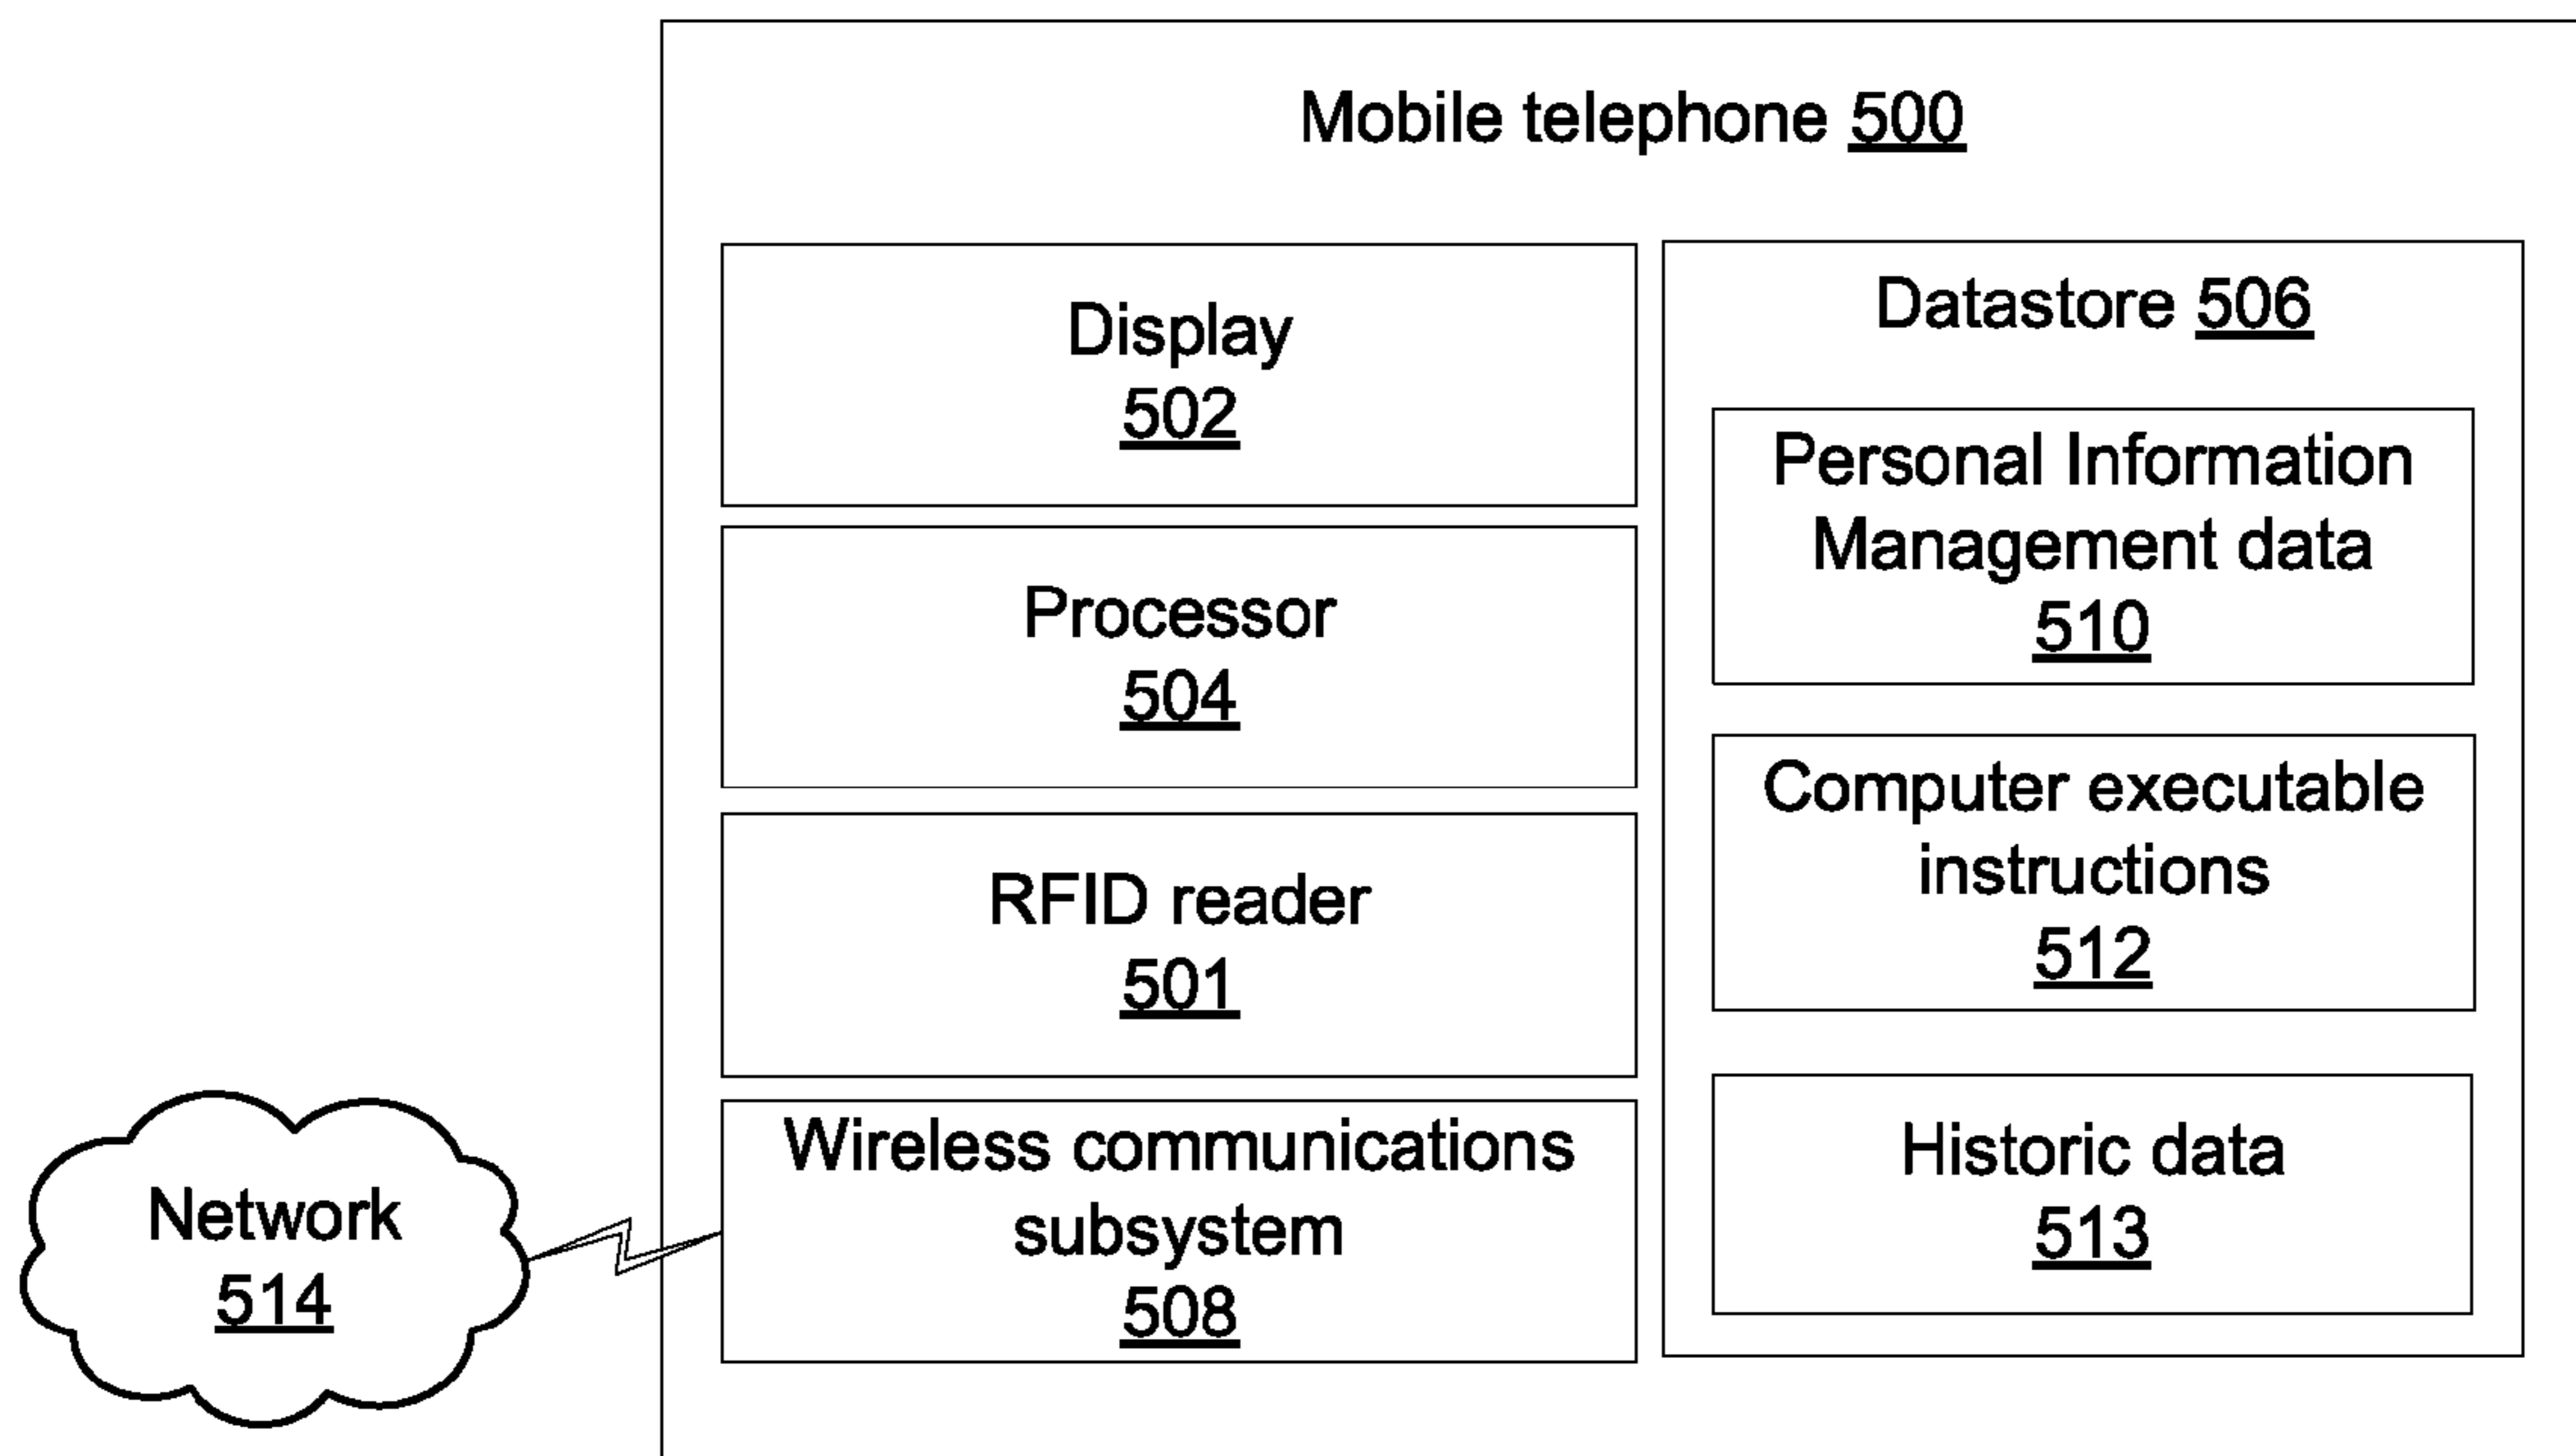 Mobile telephone 500
Display
502
Processor
504
RFID reader
501
Wireless communications
subsystem
508
Datastore 506
Personal Information
Management data
510
Computer executable
instructions
512
Historic data
513
Network
514